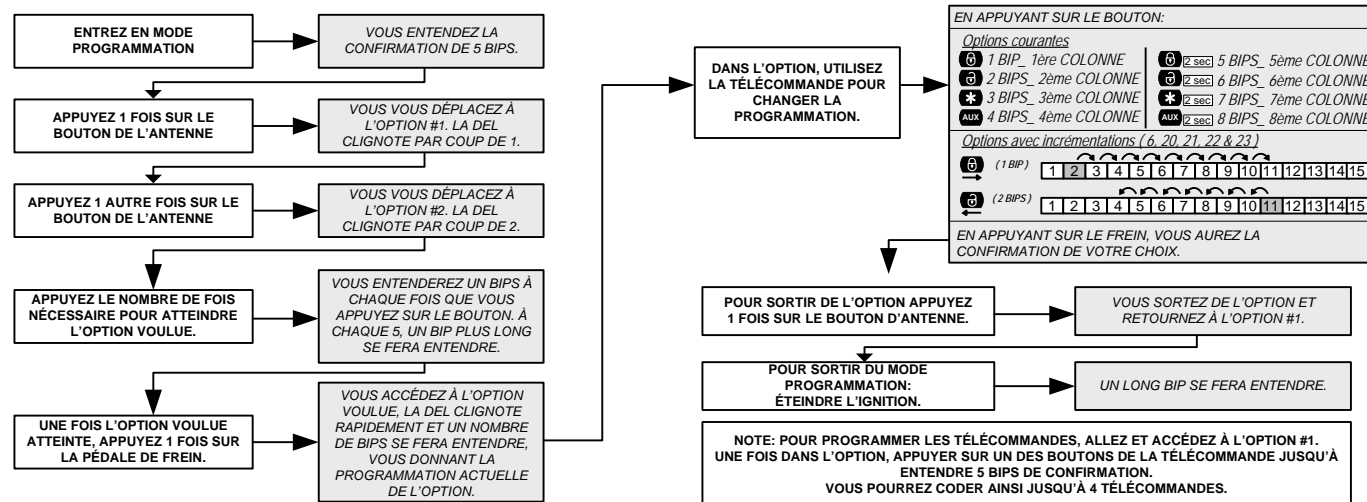 ENTREZ EN MODE
PROGRAMMATION
VOUS ENTENDEZ LA
CONFIRMATION DE 5 BIPS.
APPUYEZ 1 FOIS SUR LE
BOUTON DE L'ANTENNE
VOUS VOUS DÉPLACEZ À
L'OPTION #1. LA DEL
CLIGNOTE PAR COUP DE 1.
APPUYEZ 1 AUTRE FOIS SUR LE
BOUTON DE L'ANTENNE
VOUS VOUS DÉPLACEZ À
L'OPTION #2. LA DEL
CLIGNOTE PAR COUP DE 2.
APPUYEZ LE NOMBRE DE FOIS
NÉCESSAIRE POUR ATTEINDRE
L'OPTION VOULUE.
VOUS ENTENDEREZ UN BIPS À
CHAQUE FOIS QUE VOUS
APPUYEZ SUR LE BOUTON. À
CHAQUE 5, UN BIP PLUS LONG
SE FERA ENTENDRE.
UNE FOIS L'OPTION VOULUE
ATTEINTE, APPUYEZ 1 FOIS SUR
LA PÉDALE DE FREIN.
VOUS ACCÉDEZ À L'OPTION
VOULUE, LA DEL CLIGNOTE
RAPIDEMENT ET UN NOMBRE
DE BIPS SE FERA ENTENDRE,
VOUS DONNANT LA
PROGRAMMATION ACTUELLE
DE L'OPTION.
DANS L'OPTION, UTILISEZ
LA TÉLÉCOMMANDE POUR
CHANGER LA
PROGRAMMATION.
EN APPUYANT SUR LE BOUTON:
Options courantes
1 BIP_ 1ère COLONNE
2 BIPS_ 2ème COLONNE
3 BIPS_ 3ème COLONNE
AUX 4 BIPS_ 4ème COLONNE
2 sec 5 BIPS_ 5ème COLONNE
2 sec 6 BIPS_ 6ème COLONNE
2 sec 7 BIPS_ 7ème COLONNE
AUX 2 sec 8 BIPS_ 8ème COLONNE
Options avec incrémentations ( 6, 20, 21, 22 & 23 )
(1 BIP) 1 2 3 4 5 6 7 8 9 10 11 12 13 14 15
(2 BIPS) 1 2 3 4 5 6 7 8 9 10 11 12 13 14 15
EN APPUYANT SUR LE FREIN, VOUS AUREZ LA
CONFIRMATION DE VOTRE CHOIX.
POUR SORTIR DE L'OPTION APPUYEZ
1 FOIS SUR LE BOUTON D'ANTENNE.
VOUS SORTEZ DE L'OPTION ET
RETOURNEZ À L'OPTION #1.
POUR SORTIR DU MODE
PROGRAMMATION:
ÉTEINDRE L'IGNITION.
UN LONG BIP SE FERA ENTENDRE.
NOTE: POUR PROGRAMMER LES TÉLÉCOMMANDES, ALLEZ ET ACCÉDEZ À L'OPTION #1.
UNE FOIS DANS L'OPTION, APPUYER SUR UN DES BOUTONS DE LA TÉLÉCOMMANDE JUSQU'À
ENTENDRE 5 BIPS DE CONFIRMATION.
VOUS POURREZ CODER AINSI JUSQU'À 4 TÉLÉCOMMANDES.